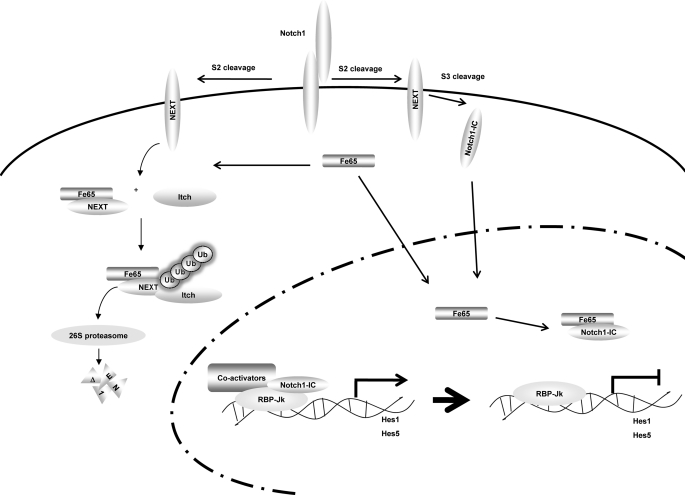 Notch1
S2 cleavage
S2 cleavage
S3 cleavage
NEXT
NEXT
Notch1-IC
Fe65
Fe65
NEXT
+
Itch
Fe65
NEXT
Ub
Ub
Ub
Ub
Itch
26S proteasome
Fe65
Fe65
Notch1-IC
Co-activators
Notch1-IC
RBP-Jk
Hes1
Hes5
RBP-Jk
Hes1
Hes5